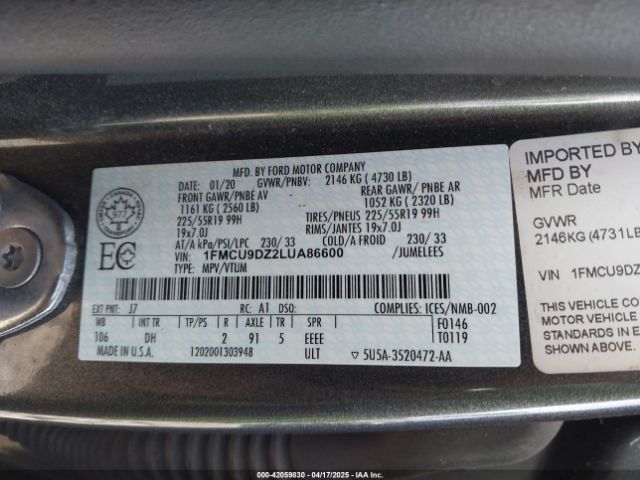 MFD. BY FORD MOTOR COMPANY
DATE: 01/20 GVWR/PNBV: 2146 KG ( 4730 LB)
FRONT GAWR/PNBE AV REAR GAWR/ PNBE AR
1161 KG ( 2560 LB) 1052 KG ( 2320 LB)
225/55R19 99H TIRES/PNEUS 225/55R19 99H
19x7.0J RIMS/JANTES 19x7.0J
AT/A kPa/PSI/LPC 230/ 33 COLD/A FROID 230/ 33
VIN: 1FMCU9DZ2LUA86600 /JUMELEES
TYPE: MPV/VTUM
CANADA
977
EC
EXT PNT: J7 RC: A1 DSO: COMPLIES: ICES/NMB-002
WB INT TR TP/PS R AXLE TR SPR F0146
T06 DH 2 91 5 EEEE T0119
MADE IN U.S.A. 1202001303948 ULT ▽ 5U5A-3520472-AA
IMPORTED BY
MFD BY
MFR Date
GVWR
2146KG (4731LB
VIN 1FMCU9DZ
THIS VEHICLE CO
MOTOR VEHICLE
STANDARDS IN E
SHOWN ABOVE.
000-42059830 - 04/17/2025 - IAAI.com